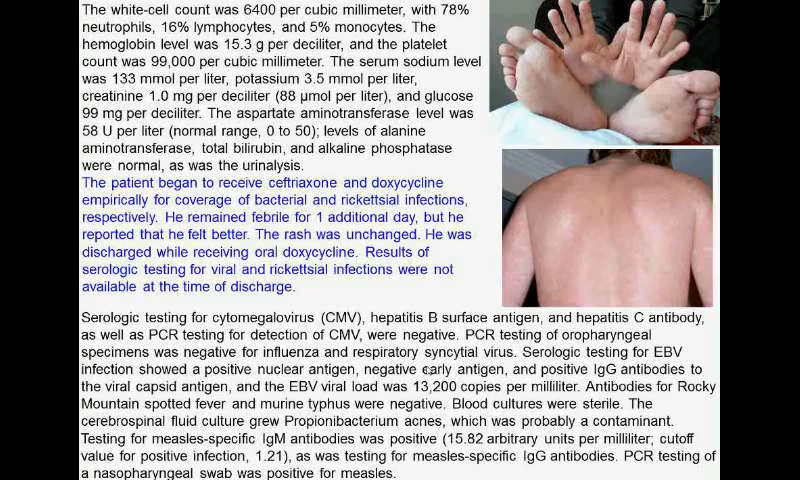 The white-cell count was 6400 per cubic millimeter, with 78%
neutrophils, 16% lymphocytes, and 5% monocytes. The
hemoglobin level was 15.3 g per deciliter, and the platelet
count was 99,000 per cubic millimeter. The serum sodium level
was 133 mmol per liter, potassium 3.5 mmol per liter,
creatinine 1.0 mg per deciliter (88 µmol per liter), and glucose
99 mg per deciliter. The aspartate aminotransferase level was
58 U per liter (normal range, 0 to 50); levels of alanine
aminotransferase, total bilirubin, and alkaline phosphatase
were normal, as was the urinalysis.
The patient began to receive ceftriaxone and doxycycline
empirically for coverage of bacterial and rickettsial infections,
respectively. He remained febrile for 1 additional day, but he
reported that he felt better. The rash was unchanged. He was
discharged while receiving oral doxycycline. Results of
serologic testing for viral and rickettsial infections were not
available at the time of discharge.
Serologic testing for cytomegalovirus (CMV), hepatitis B surface antigen, and hepatitis C antibody,
as well as PCR testing for detection of CMV, were negative. PCR testing of oropharyngeal
specimens was negative for influenza and respiratory syncytial virus. Serologic testing for EBV
infection showed a positive nuclear antigen, negative early antigen, and positive IgG antibodies to
the viral capsid antigen, and the EBV viral load was 13,200 copies per milliliter. Antibodies for Rocky
Mountain spotted fever and murine typhus were negative. Blood cultures were sterile. The
cerebrospinal fluid culture grew Propionibacterium acnes, which was probably a contaminant.
Testing for measles-specific IgM antibodies was positive (15.82 arbitrary units per milliliter; cutoff
value for positive infection, 1.21), as was testing for measles-specific IgG antibodies. PCR testing of
a nasopharyngeal swab was positive for measles.